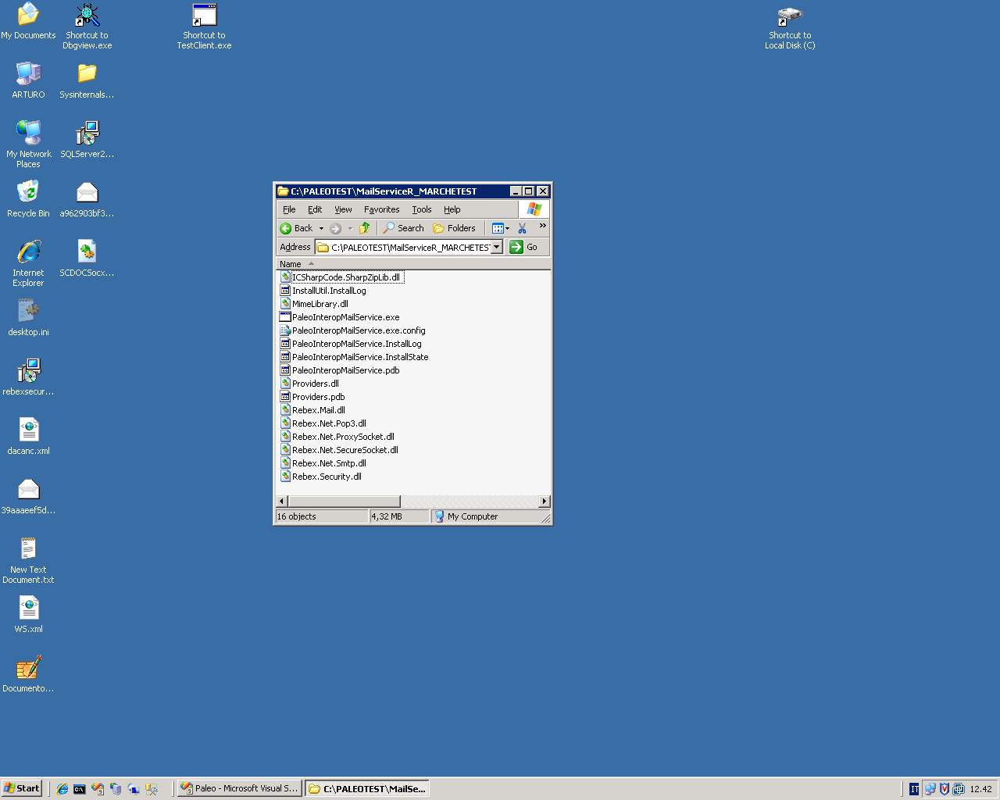 My Documents
Shortcut to
Dbgview.exe
Shortcut to
TestClient.exe
Shortcut to
Local Disk (C)
ARTURO
Sysinternals...
My Network
Places
SQLServer2...
Recycle Bin
a962903bf3...
Internet
Explorer
SCDOCSocx...
desktop.ini
rebexsecur...
dacanc.xml
39aaaeef5d...
New Text
Document.txt
WS.xml
Documento...
C:\PALEOTEST\MailServiceR_MARCHETEST
File Edit View Favorites Tools Help
Back Search Folders »
Address C:\PALEOTEST\MailServiceR_MARCHETEST Go
Name
ICSharpCode.SharpZipLib.dll
InstallUtil.InstallLog
MimeLibrary.dll
PaleoInteropMailService.exe
PaleoInteropMailService.exe.config
PaleoInteropMailService.InstallLog
PaleoInteropMailService.InstallState
PaleoInteropMailService.pdb
Providers.dll
Providers.pdb
Rebex.Mail.dll
Rebex.Net.Pop3.dll
Rebex.Net.ProxySocket.dll
Rebex.Net.SecureSocket.dll
Rebex.Net.Smtp.dll
Rebex.Security.dll
16 objects 4,32 MB My Computer
Start Paleo - Microsoft Visual S... C:\PALEOTEST\MailSe... IT 12.42